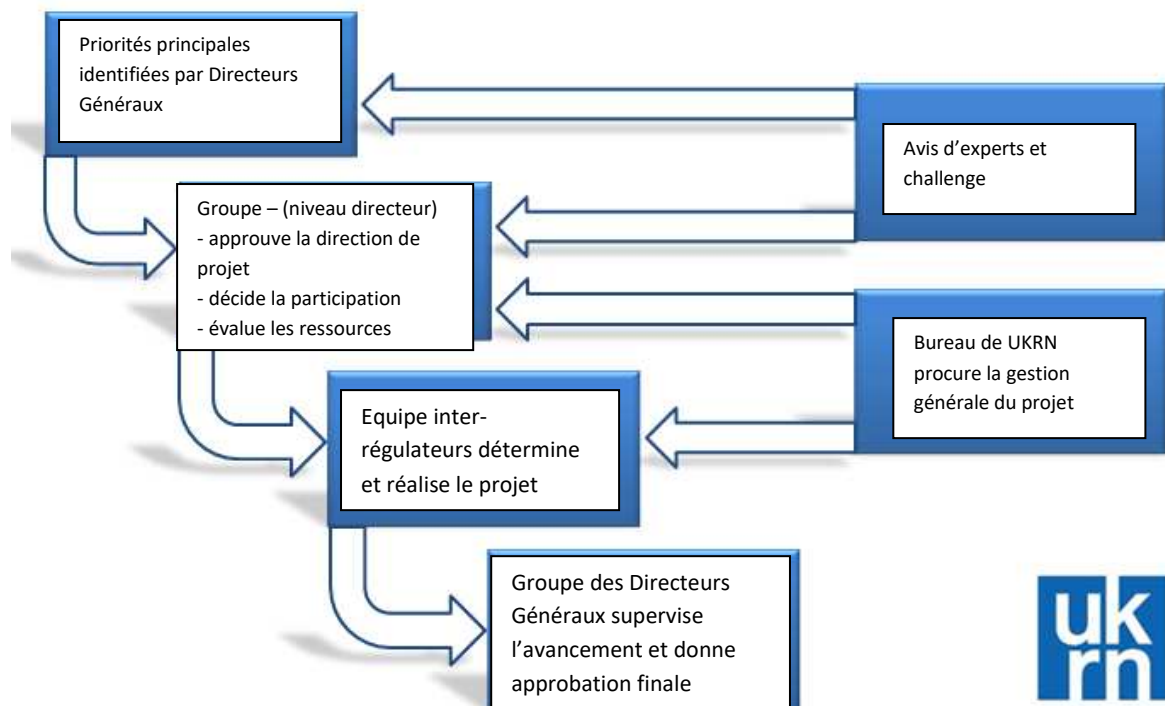 Priorités principales
identifiées par Directeurs
Généraux
Avis d’experts et
challenge
Groupe – (niveau directeur)
- approuve la direction de
projet
- décide la participation
- évalue les ressources
Bureau de UKRN
procure la gestion
générale du projet
Equipe inter-
régulateurs détermine
et réalise le projet
Groupe des Directeurs
Généraux supervise
l’avancement et donne
approbation finale
uk
rn